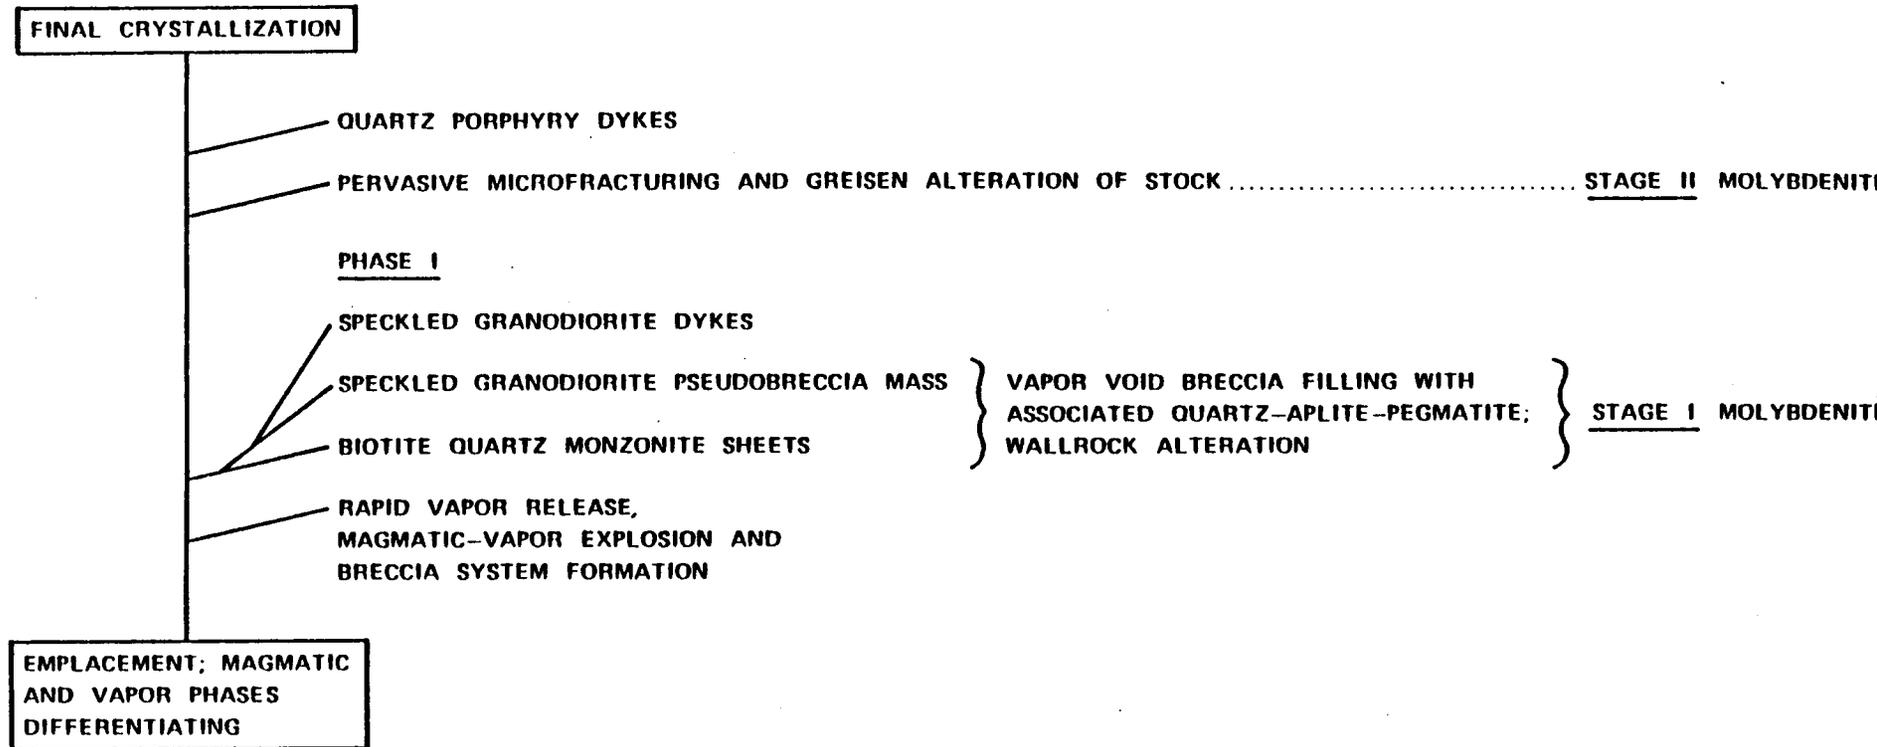 FINAL CRYSTALLIZATION
QUARTZ PORPHYRY DYKES
PERVASIVE MICROFRACTURING AND GREISEN ALTERATION OF STOCK .................................. STAGE II
PHASE I
SPECKLED GRANODIORITE DYKES
SPECKLED GRANODIORITE PSEUDOBRECCIA MASS
BIOTITE QUARTZ MONZONITE SHEETS
VAPOR VOID BRECCIA FILLING WITH
ASSOCIATED QUARTZ-APLITE-PEGMATITE;
WALLROCK ALTERATION
STAGE I
RAPID VAPOR RELEASE,
MAGMATIC-VAPOR EXPLOSION AND
BRECCIA SYSTEM FORMATION
EMPLACEMENT; MAGMATIC
AND VAPOR PHASES
DIFFERENTIATING